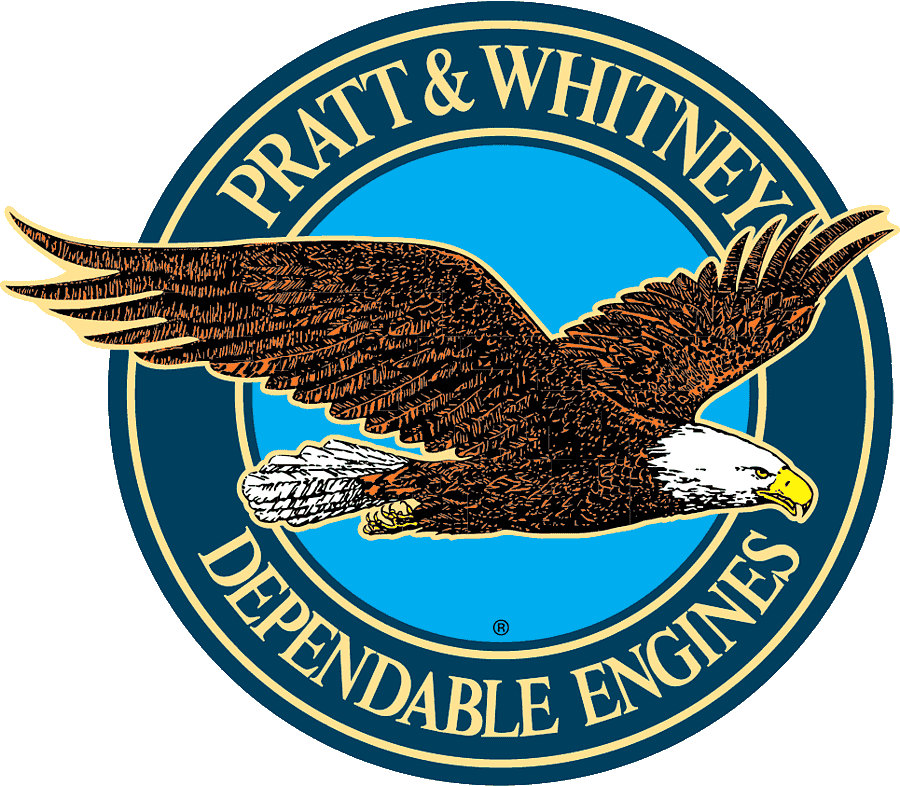 PRATT & WHITNEY
®
DEPENDABLE ENGINES